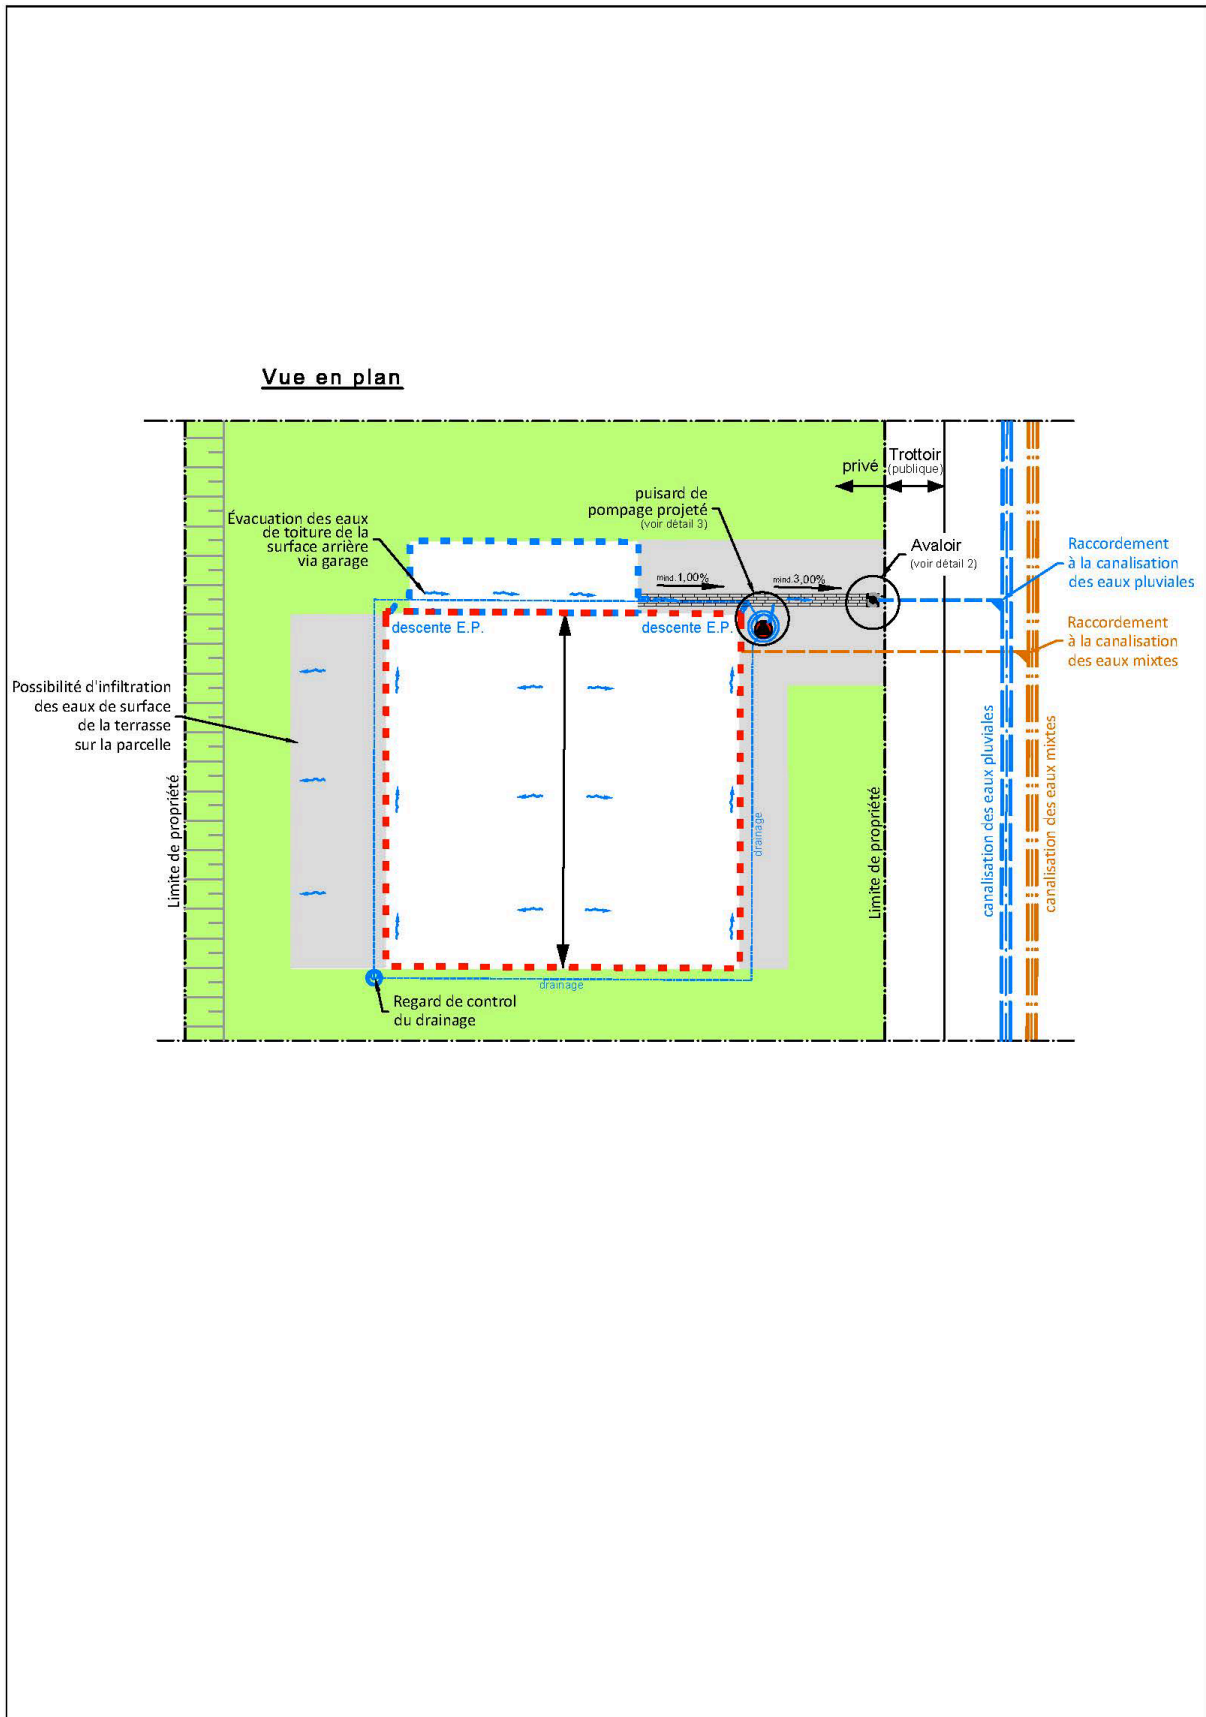 Vue en plan
privé
Trottoir
(publique)
puisard de
pompage projeté
(voir détail 3)
Évacuation des eaux
de toiture de la
surface arrière
via garage
Avaloir
(voir détail 2)
Raccordement
à la canalisation
des eaux pluviales
mind.1,00%
mind.3,00%
descente E.P.
descente E.P.
Raccordement
à la canalisation
des eaux mixtes
Possibilité d'infiltration
des eaux de surface
de la terrasse
sur la parcelle
Limite de propriété
drainage
Limite de propriété
canalisation des eaux pluviales
canalisation des eaux mixtes
drainage
Regard de control
du drainage